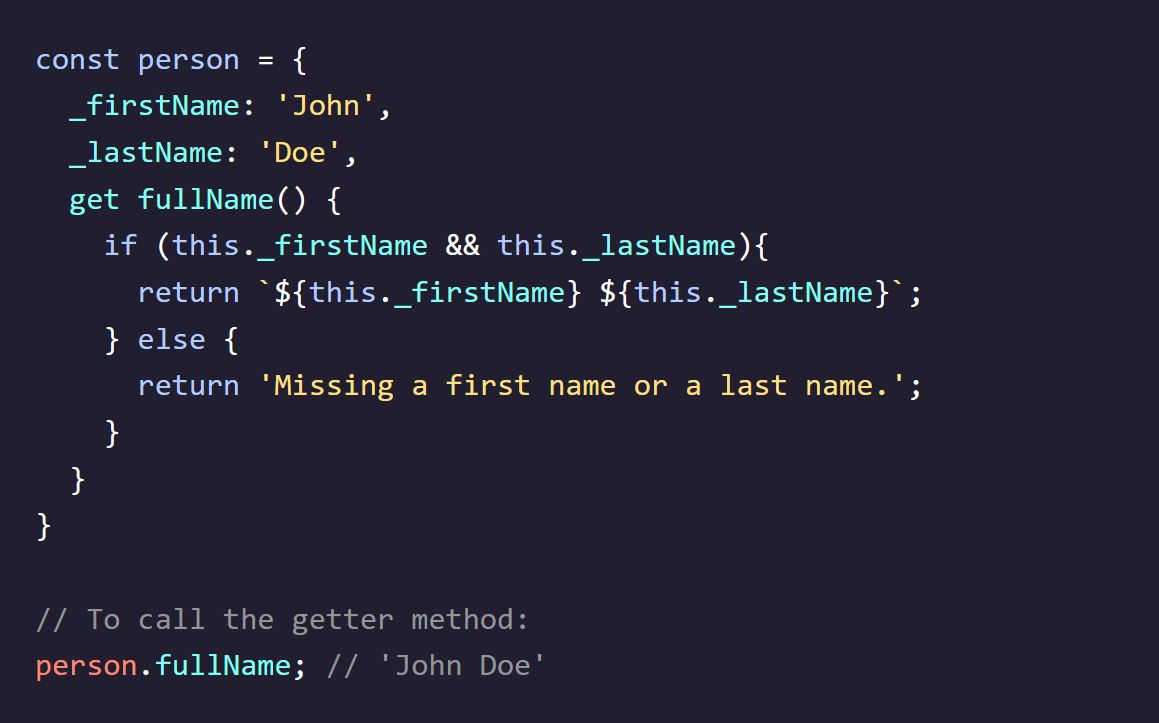 const person = {
  _firstName: 'John',
  _lastName: 'Doe',
  get fullName() {
    if (this._firstName && this._lastName){
      return `${this._firstName} ${this._lastName}`;
    } else {
      return 'Missing a first name or a last name.';
    }
  }
}

// To call the getter method:
person.fullName; // 'John Doe'